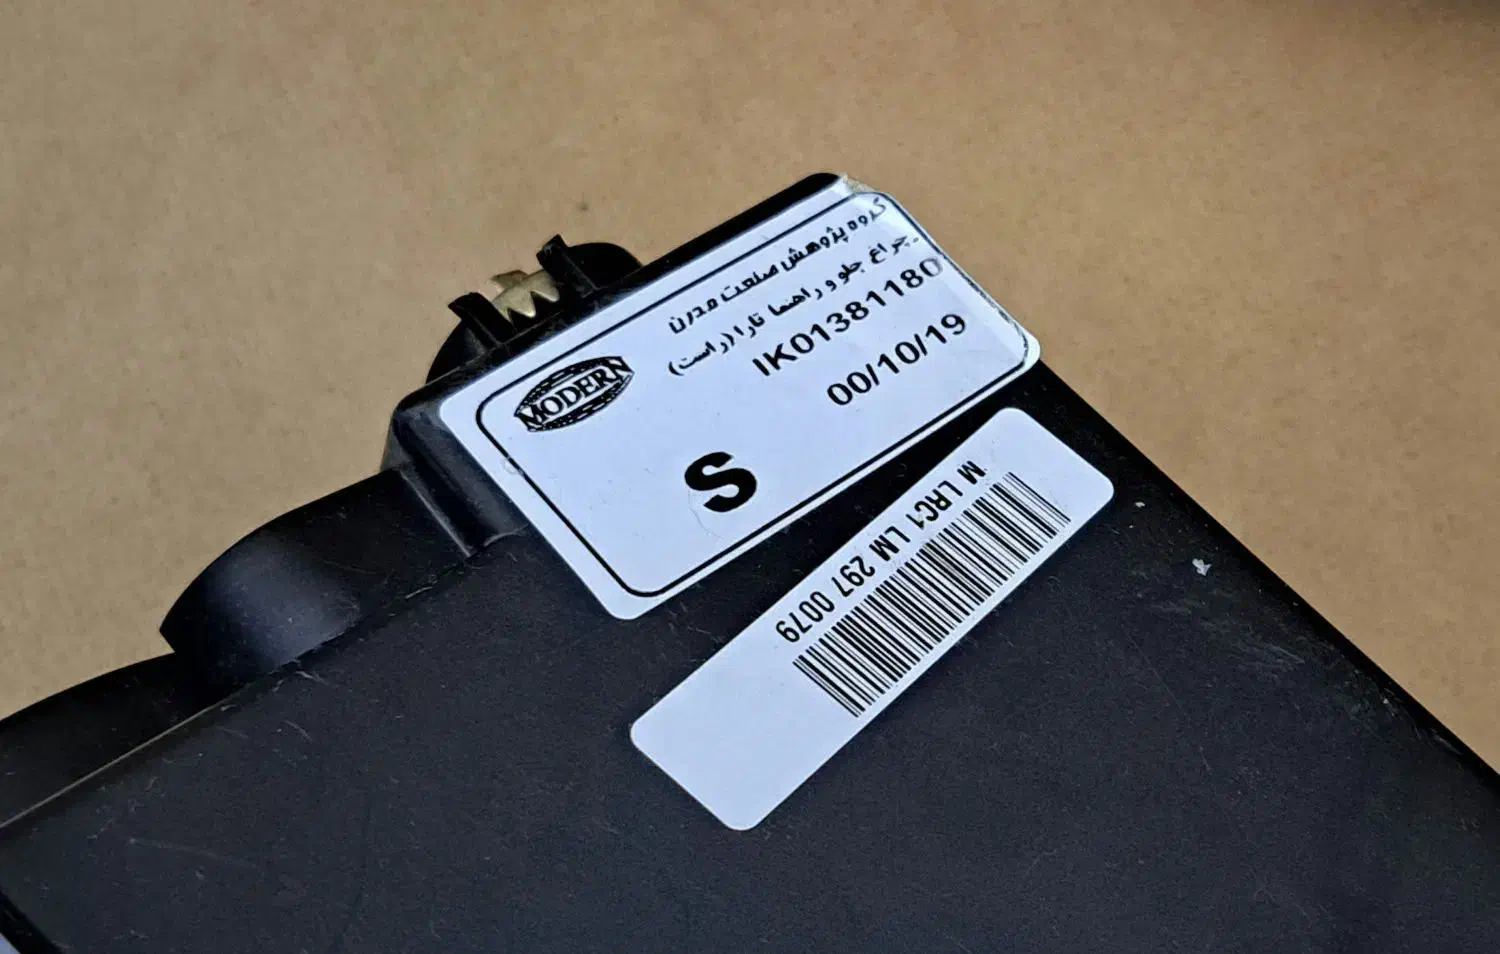 گروه پژوهش صنعت مدرن
چراغ جلو و راهنما تارا (راست)
IK01381180
00/10/19
MODERN
S
M LRC1 LM 297 0079